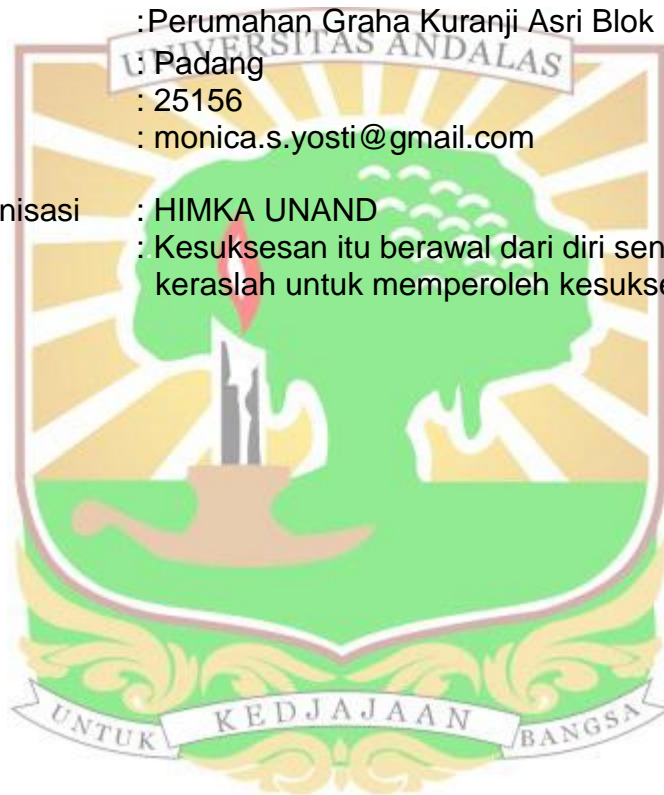 :Perumahan Graha Kuranji Asri Blok
UNIVERSITAS ANDALAS
: Padang
: 25156
: monica.s.yosti@gmail.com
nisasi : HIMKA UNAND
: Kesuksesan itu berawal dari diri sen
keraslah untuk memperoleh kesukse
UNTUK KEDJAJAAN BANGSA